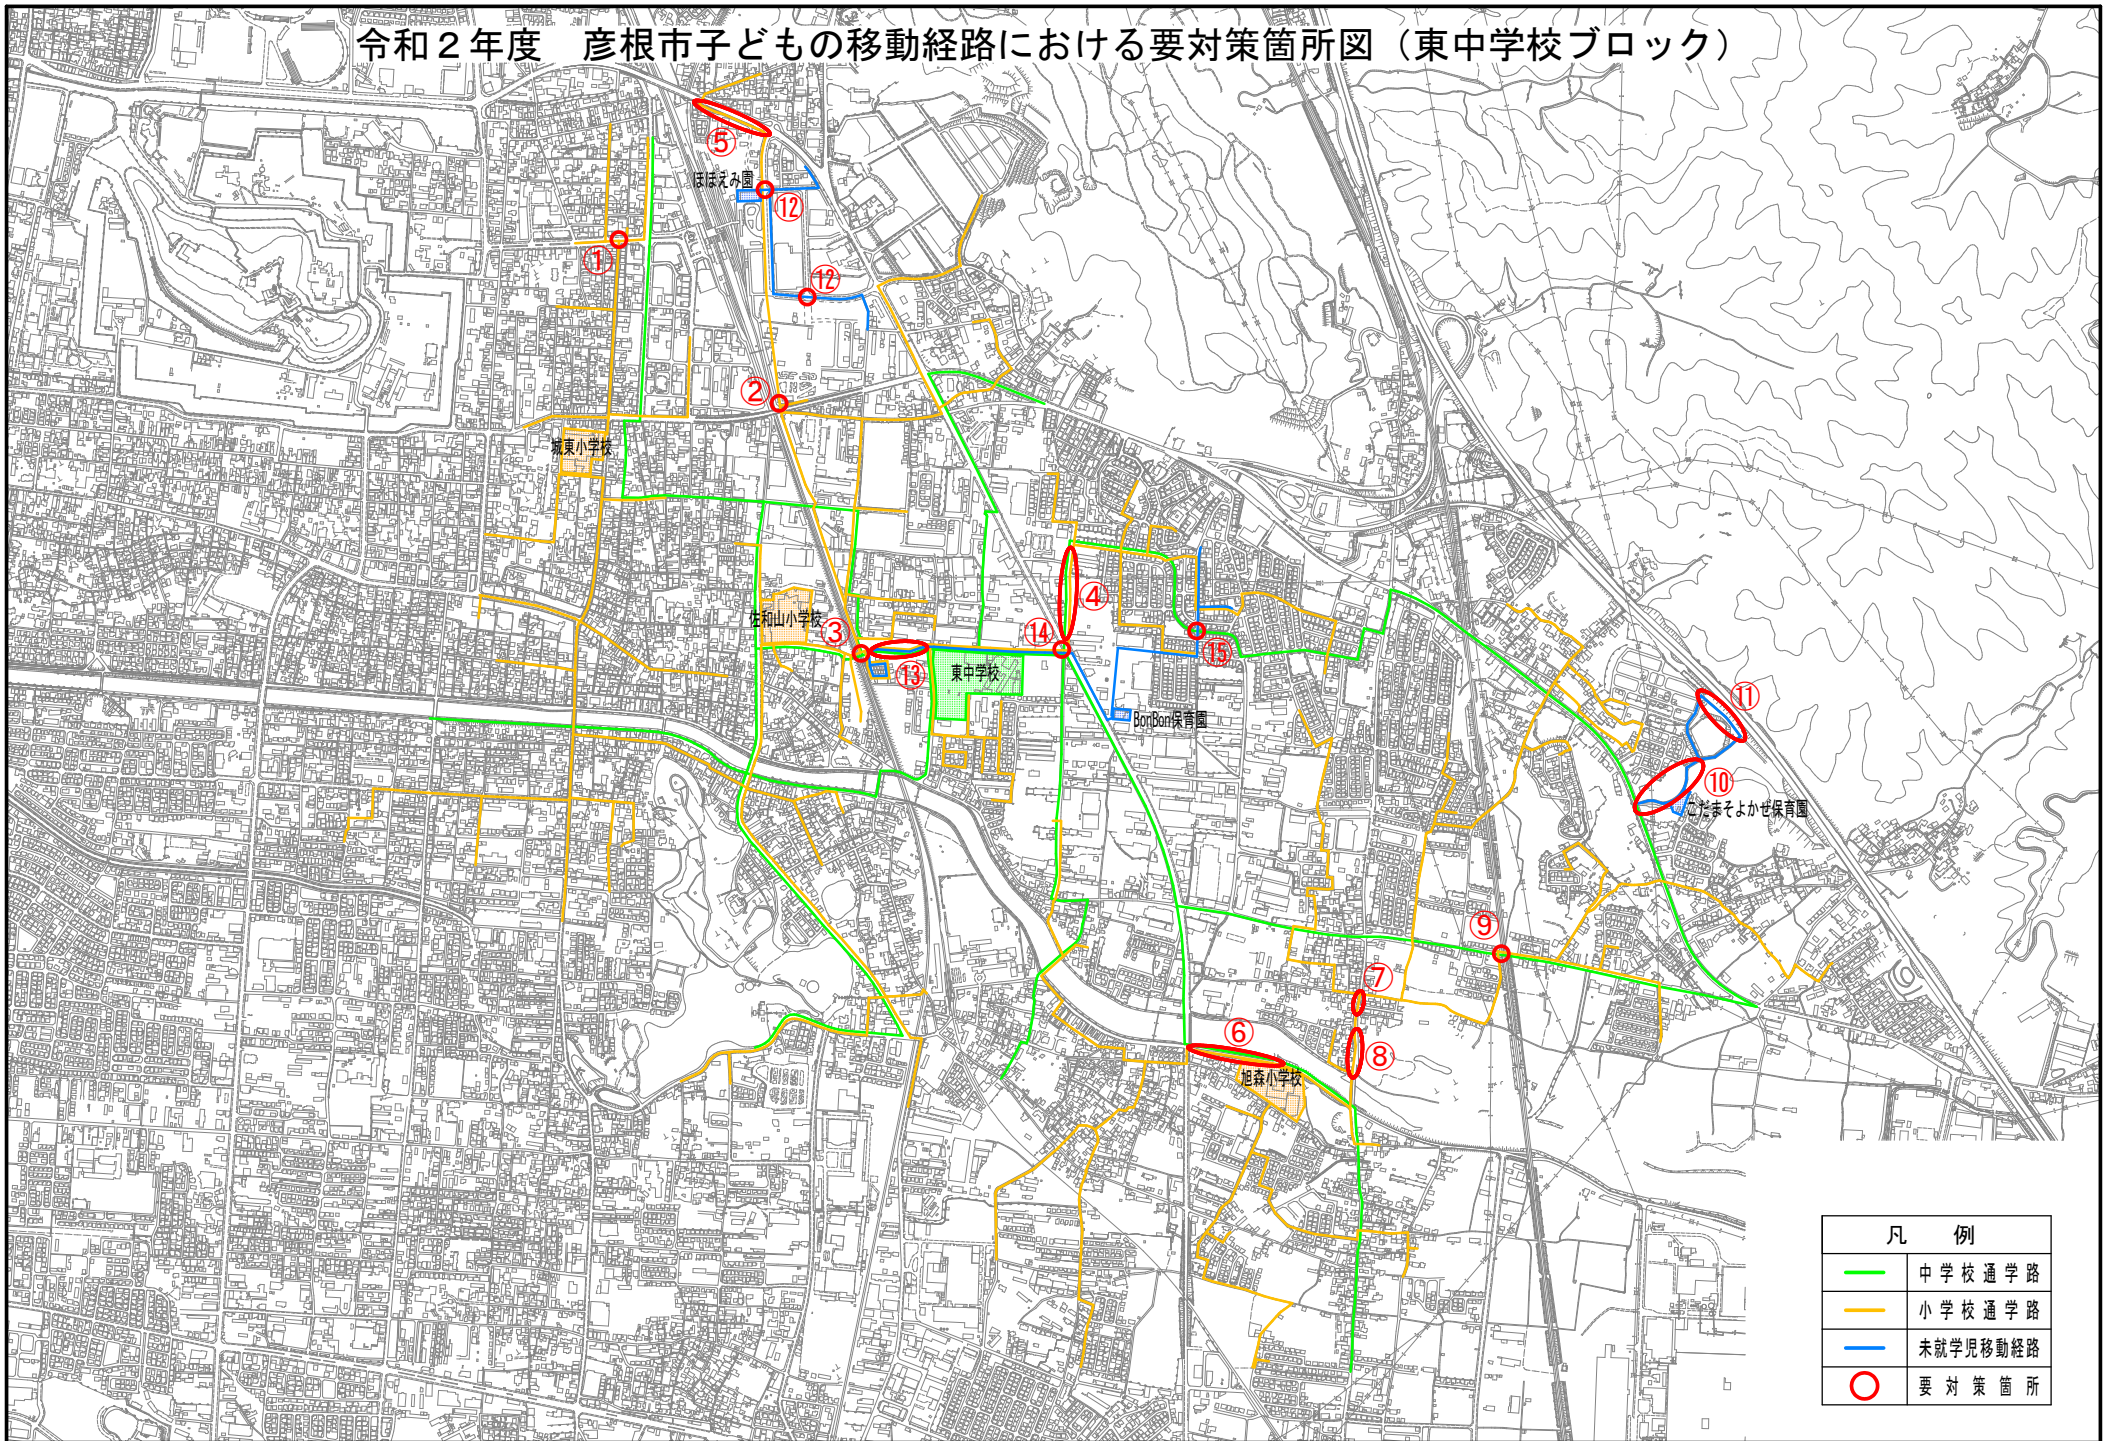 令和２年度　彦根市子どもの移動経路における要対策箇所図（東中学校ブロック）
⑤
ほほえみ園
⑫
①
⑫
②
城東小学校
④
佐和山小学校
③
⑭
⑮
⑬
東中学校
⑪
BonBon保育園
⑩
こだまそよかぜ保育園
⑨
⑦
⑥
⑧
旭森小学校
凡　例
中学校通学路
小学校通学路
未就学児移動経路
要対策箇所